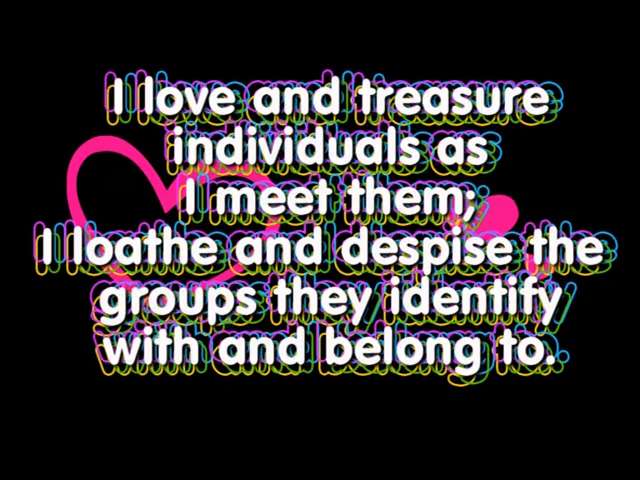 I love and treasure
individuals as
I meet them;
I loathe and despise the
groups they identify
with and belong to.